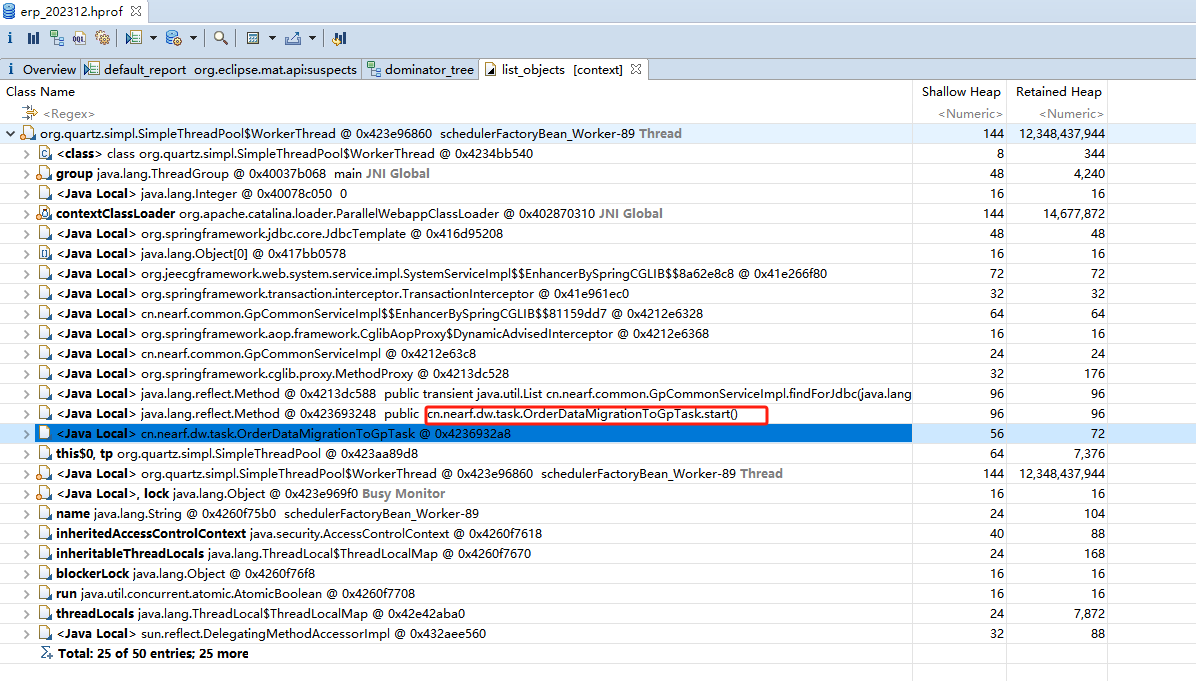 erp_202312.hprof
i Overview default_report org.eclipse.mat.api:suspects dominator_tree list_objects [context]
Class Name Shallow Heap Retained Heap
<Regex> <Numeric> <Numeric>
org.quartz.simpl.SimpleThreadPool$WorkerThread @ 0x423e96860 schedulerFactoryBean_Worker-89 Thread 144 12,348,437,944
<class> class org.quartz.simpl.SimpleThreadPool$WorkerThread @ 0x4234bb540 8 344
group java.lang.ThreadGroup @ 0x40037b068 main JNI Global 48 4,240
<Java Local> java.lang.Integer @ 0x40078c050 0 16 16
contextClassLoader org.apache.catalina.loader.ParallelWebappClassLoader @ 0x402870310 JNI Global 144 14,677,872
<Java Local> org.springframework.jdbc.core.JdbcTemplate @ 0x416d95208 48 48
<Java Local> java.lang.Object[0] @ 0x417bb0578 16 16
<Java Local> org.jeecgframework.web.system.service.impl.SystemServiceImpl$$EnhancerBySpringCGLIB$$8a62e8c8 @ 0x41e266f80 72 72
<Java Local> org.springframework.transaction.interceptor.TransactionInterceptor @ 0x41e961ec0 32 32
<Java Local> cn.nearf.common.GpCommonServiceImpl$$EnhancerBySpringCGLIB$$81159dd7 @ 0x4212e6328 64 64
<Java Local> org.springframework.aop.framework.CglibAopProxy$DynamicAdvisedInterceptor @ 0x4212e6368 16 16
<Java Local> cn.nearf.common.GpCommonServiceImpl @ 0x4212e63c8 24 24
<Java Local> org.springframework.cglib.proxy.MethodProxy @ 0x4213dc528 32 176
<Java Local> java.lang.reflect.Method @ 0x4213dc588 public transient java.util.List cn.nearf.common.GpCommonServiceImpl.findForJdbc(java.lang 96 96
<Java Local> java.lang.reflect.Method @ 0x423693248 public cn.nearf.dw.task.OrderDataMigrationToGpTask.start() 96 96
<Java Local> cn.nearf.dw.task.OrderDataMigrationToGpTask @ 0x4236932a8 56 72
this$0, tp org.quartz.simpl.SimpleThreadPool @ 0x423aa89d8 64 7,376
<Java Local> org.quartz.simpl.SimpleThreadPool$WorkerThread @ 0x423e96860 schedulerFactoryBean_Worker-89 Thread 144 12,348,437,944
<Java Local>, lock java.lang.Object @ 0x423e969f0 Busy Monitor 16 16
name java.lang.String @ 0x4260f75b0 schedulerFactoryBean_Worker-89 24 104
inheritedAccessControlContext java.security.AccessControlContext @ 0x4260f7618 40 88
inheritableThreadLocals java.lang.ThreadLocal$ThreadLocalMap @ 0x4260f7670 24 168
blockerLock java.lang.Object @ 0x4260f76f8 16 16
run java.util.concurrent.atomic.AtomicBoolean @ 0x4260f7708 16 16
threadLocals java.lang.ThreadLocal$ThreadLocalMap @ 0x42e42aba0 24 7,872
<Java Local> sun.reflect.DelegatingMethodAccessorImpl @ 0x432aee560 32 88
Total: 25 of 50 entries; 25 more